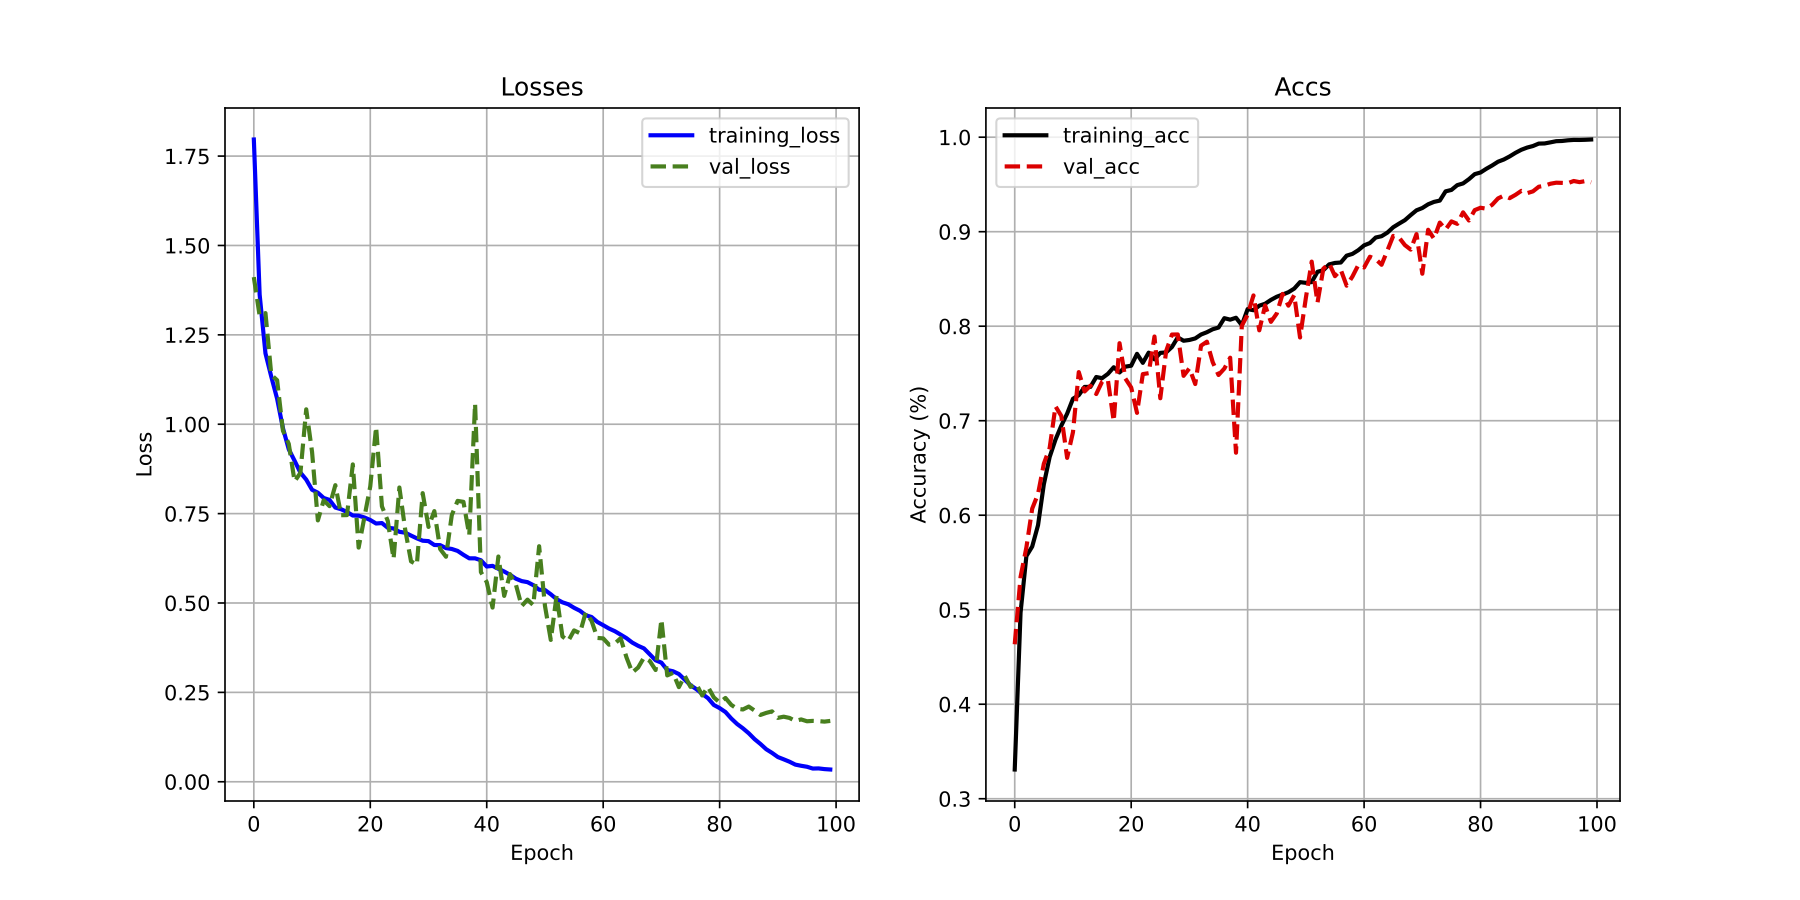 Losses
training_loss
val_loss
1.75
1.50
1.25
1.00
0.75
0.50
0.25
0.00
Loss
0 20 40 60 80 100
Epoch
Accs
training_acc
val_acc
1.0
0.9
0.8
0.7
0.6
0.5
0.4
0.3
Accuracy (%)
0 20 40 60 80 100
Epoch